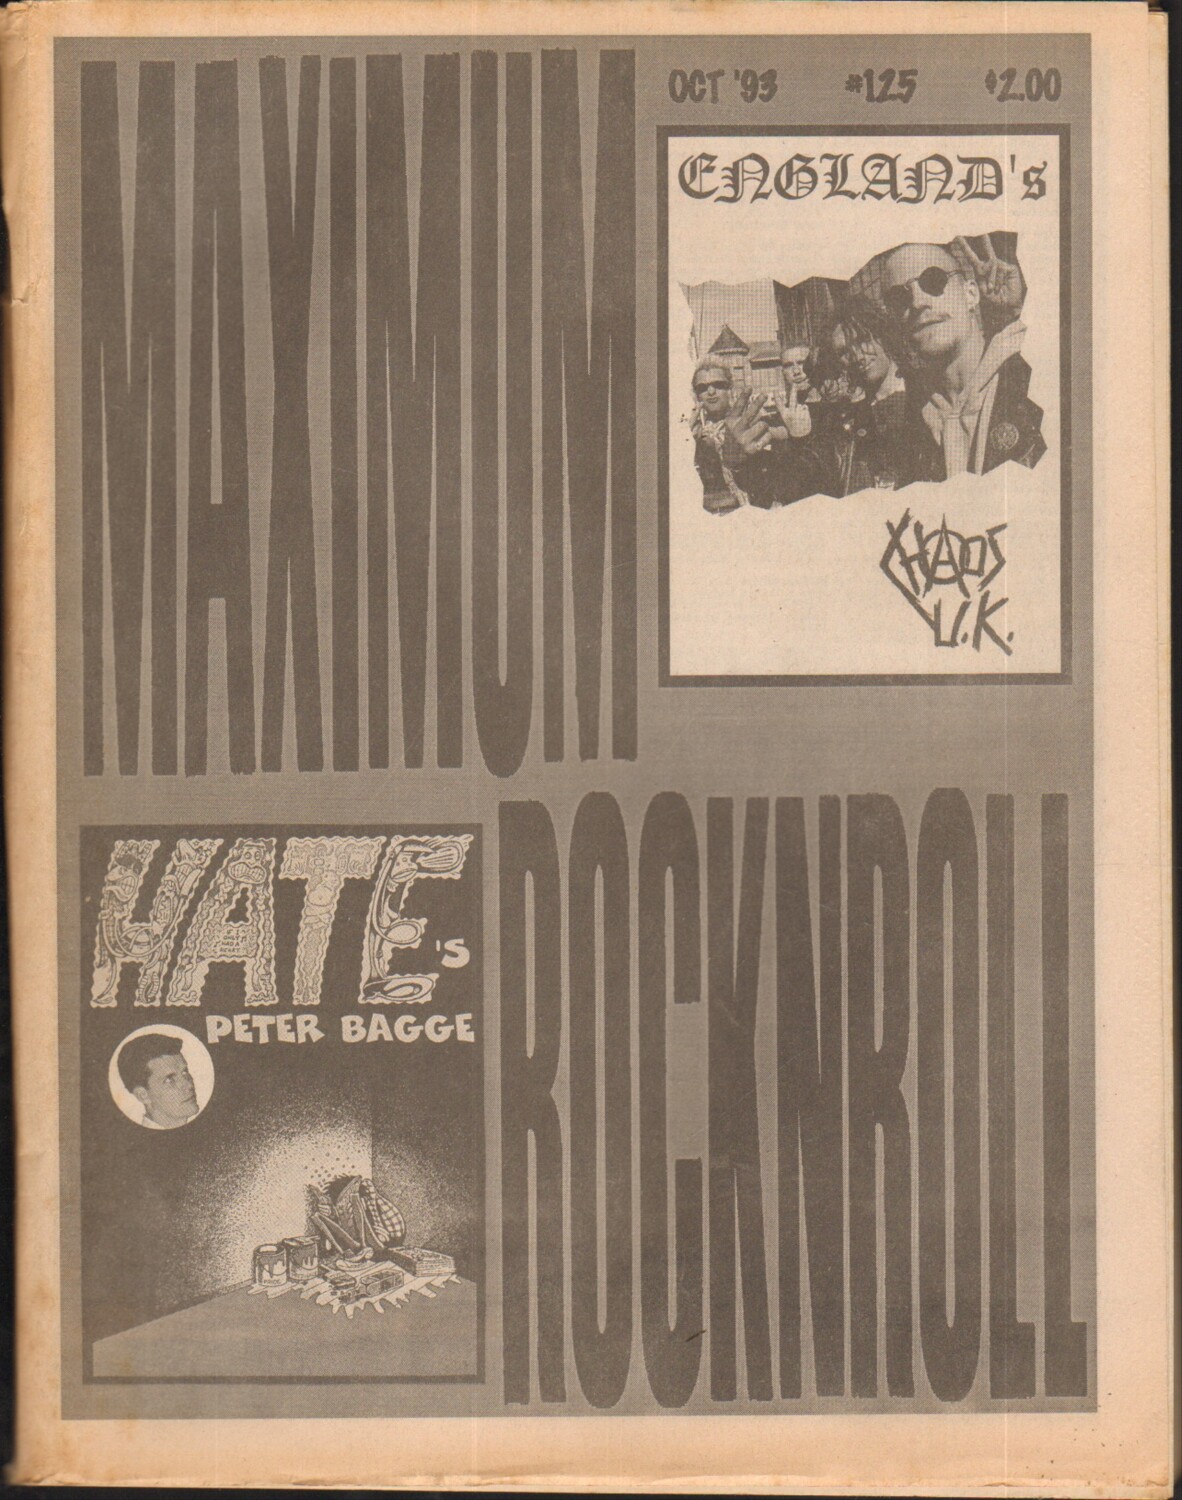 MAXIMUM
OCT '93 #125 $2.00
ENGLAND's
CHAOS
U.K.
HATE's
PETER BAGGE
ROCKNROLL